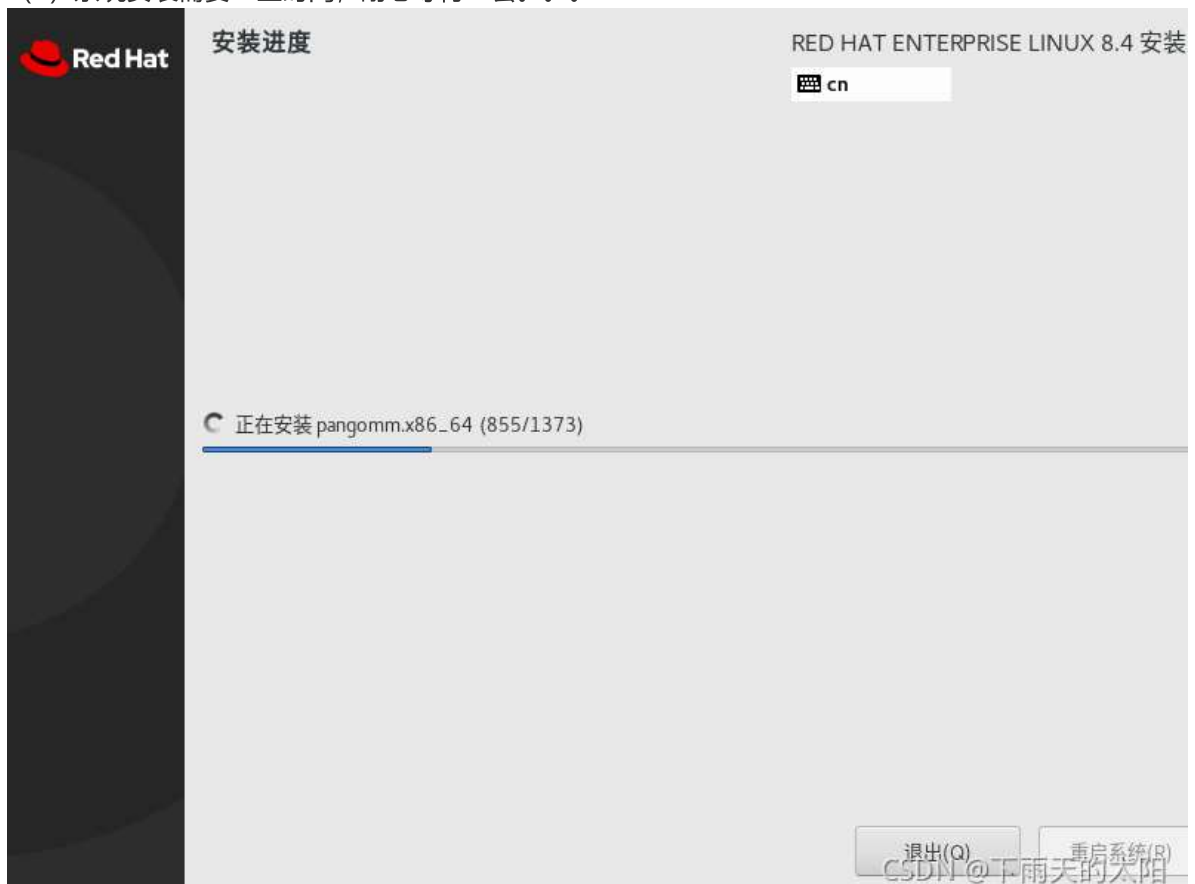 Red Hat
安装进度
RED HAT ENTERPRISE LINUX 8.4 安装
cn
正在安装 pangomm.x86_64 (855/1373)
退出(Q)
重启系统(R)
CSDN @下雨天的太阳